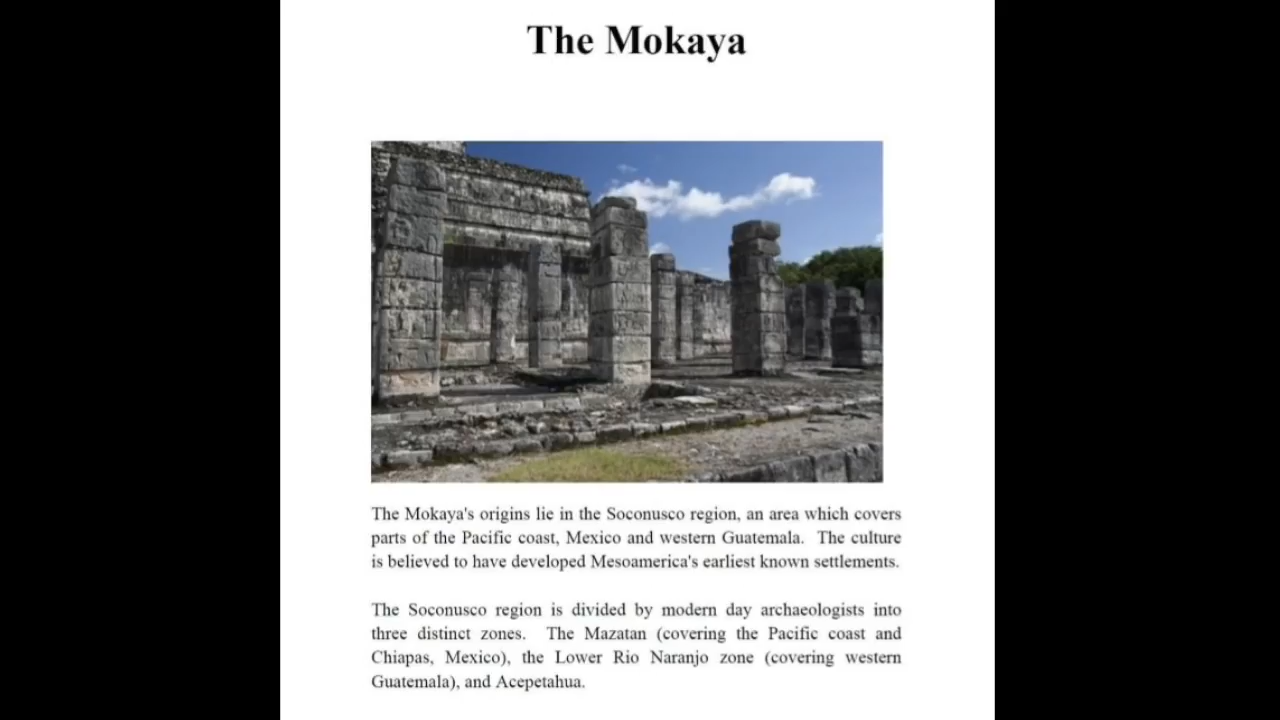 The Mokaya
The Mokaya's origins lie in the Soconusco region, an area which covers
parts of the Pacific coast, Mexico and western Guatemala. The culture
is believed to have developed Mesoamerica's earliest known settlements.
The Soconusco region is divided by modern day archaeologists into
three distinct zones. The Mazatan (covering the Pacific coast and
Chiapas, Mexico), the Lower Rio Naranjo zone (covering western
Guatemala), and Acepetahua.